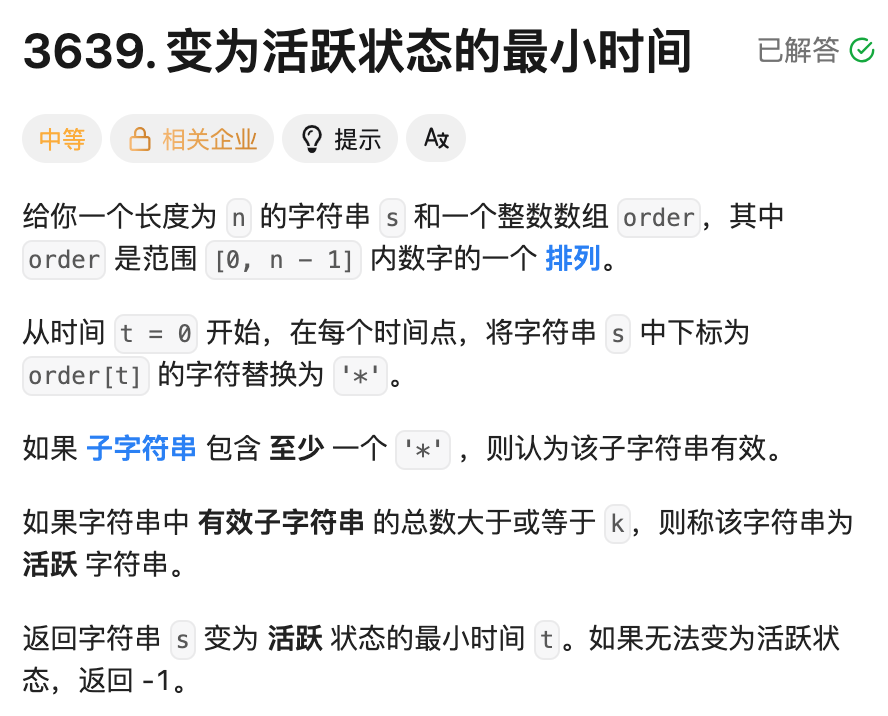 3639. 变为活跃状态的最小时间
已解答
中等 相关企业 提示
给你一个长度为 n 的字符串 s 和一个整数数组 order，其中
order 是范围 [0, n - 1] 内数字的一个 排列。
从时间 t = 0 开始，在每个时间点，将字符串 s 中下标为
order[t] 的字符替换为 '*'。
如果 子字符串 包含 至少 一个 '*' ，则认为该子字符串有效。
如果字符串中 有效子字符串 的总数大于或等于 k，则称该字符串为
活跃 字符串。
返回字符串 s 变为 活跃 状态的最小时间 t。如果无法变为活跃状
态，返回 -1。